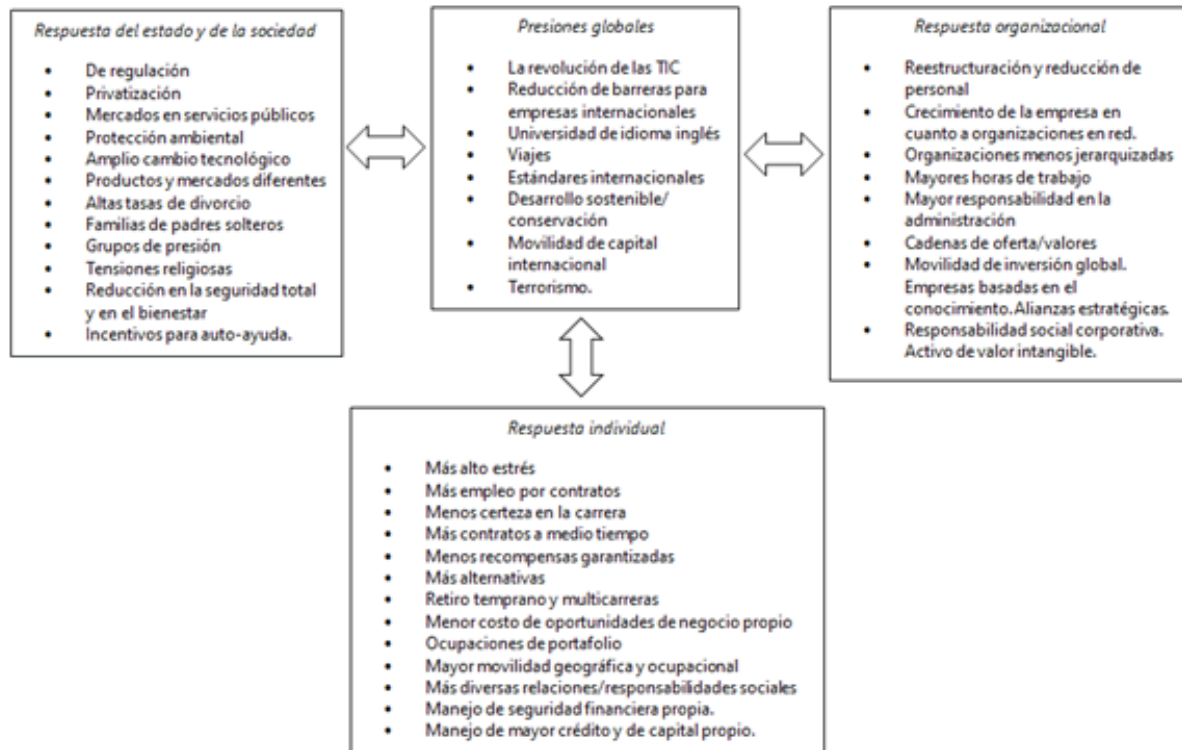 Respuesta del estado y de la sociedad
• De regulación
• Privatización
• Mercados en servicios públicos
• Protección ambiental
• Amplio cambio tecnológico
• Productos y mercados diferentes
• Altas tasas de divorcio
• Familias de padres solteros
• Grupos de presión
• Tensiones religiosas
• Reducción en la seguridad total
y en el bienestar
• Incentivos para auto-ayuda.
Presiones globales
• La revolución de las TIC
• Reducción de barreras para
empresas internacionales
• Universidad de idioma inglés
• Viajes
• Estándares internacionales
• Desarrollo sostenible/
conservación
• Movilidad de capital
internacional
• Terrorismo.
Respuesta organizacional
• Reestructuración y reducción de
personal
• Crecimiento de la empresa en
cuanto a organizaciones en red.
• Organizaciones menos jerarquizadas
• Mayores horas de trabajo
• Mayor responsabilidad en la
administración
• Cadenas de oferta/valores
• Movilidad de inversión global.
Empresas basadas en el
conocimiento. Alianzas estratégicas.
• Responsabilidad social corporativa.
Activo de valor intangible.
Respuesta individual
• Más alto estrés
• Más empleo por contratos
• Menos certeza en la carrera
• Más contratos a medio tiempo
• Menos recompensas garantizadas
• Más alternativas
• Retiro temprano y multicarreras
• Menor costo de oportunidades de negocio propio
• Ocupaciones de portafolio
• Mayor movilidad geográfica y ocupacional
• Más diversas relaciones/responsabilidades sociales
• Manejo de seguridad financiera propia.
• Manejo de mayor crédito y de capital propio.